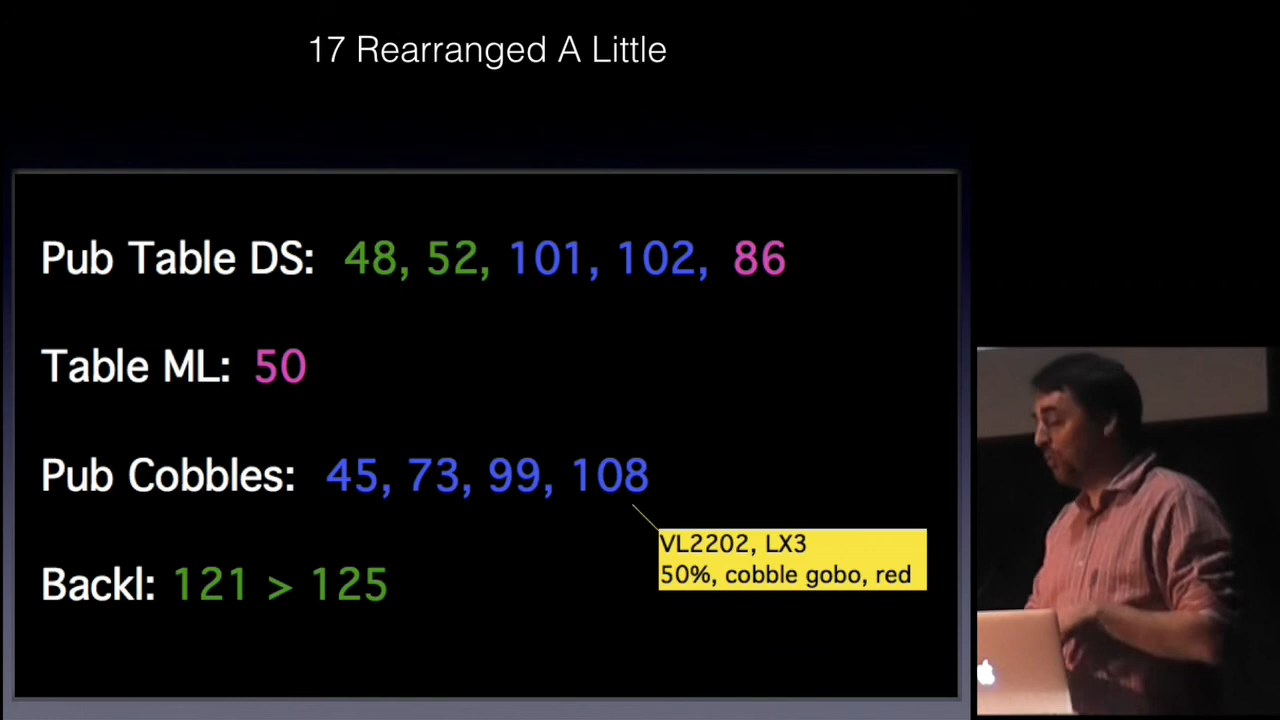 17 Rearranged A Little
Pub Table DS: 48, 52, 101, 102, 86
Table ML: 50
Pub Cobbles: 45, 73, 99, 108
VL2202, LX3
50%, cobble gobo, red
Backl: 121 > 125